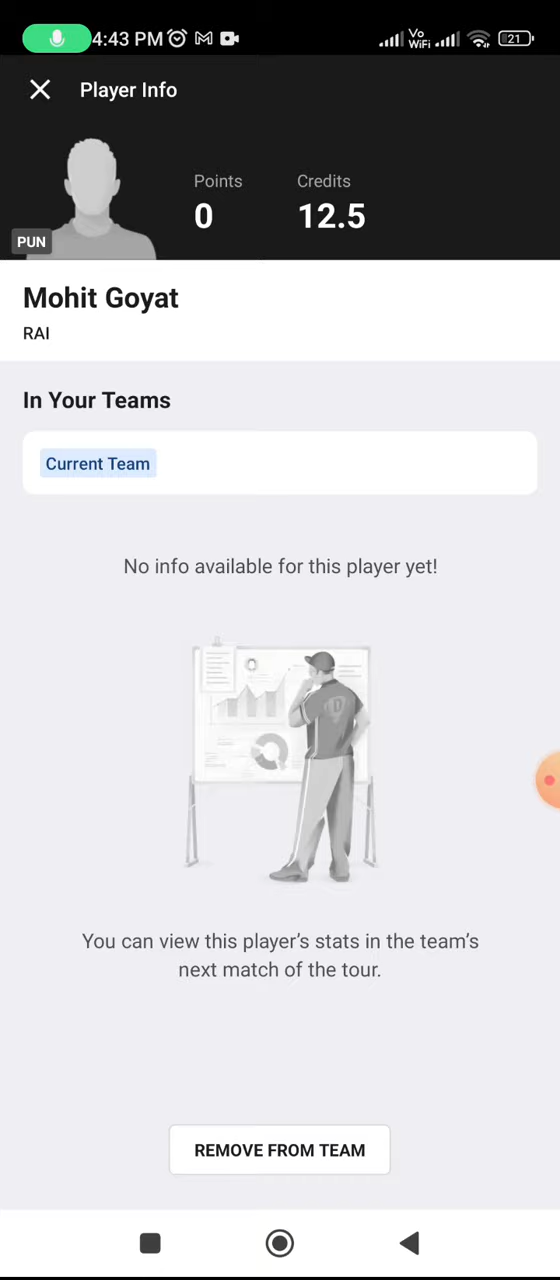 4:43 PM
Vo
WiFi
21
Player Info
Points
Credits
0
12.5
PUN
Mohit Goyat
RAI
In Your Teams
Current Team
No info available for this player yet!
D
You can view this player's stats in the team's
next match of the tour.
REMOVE FROM TEAM